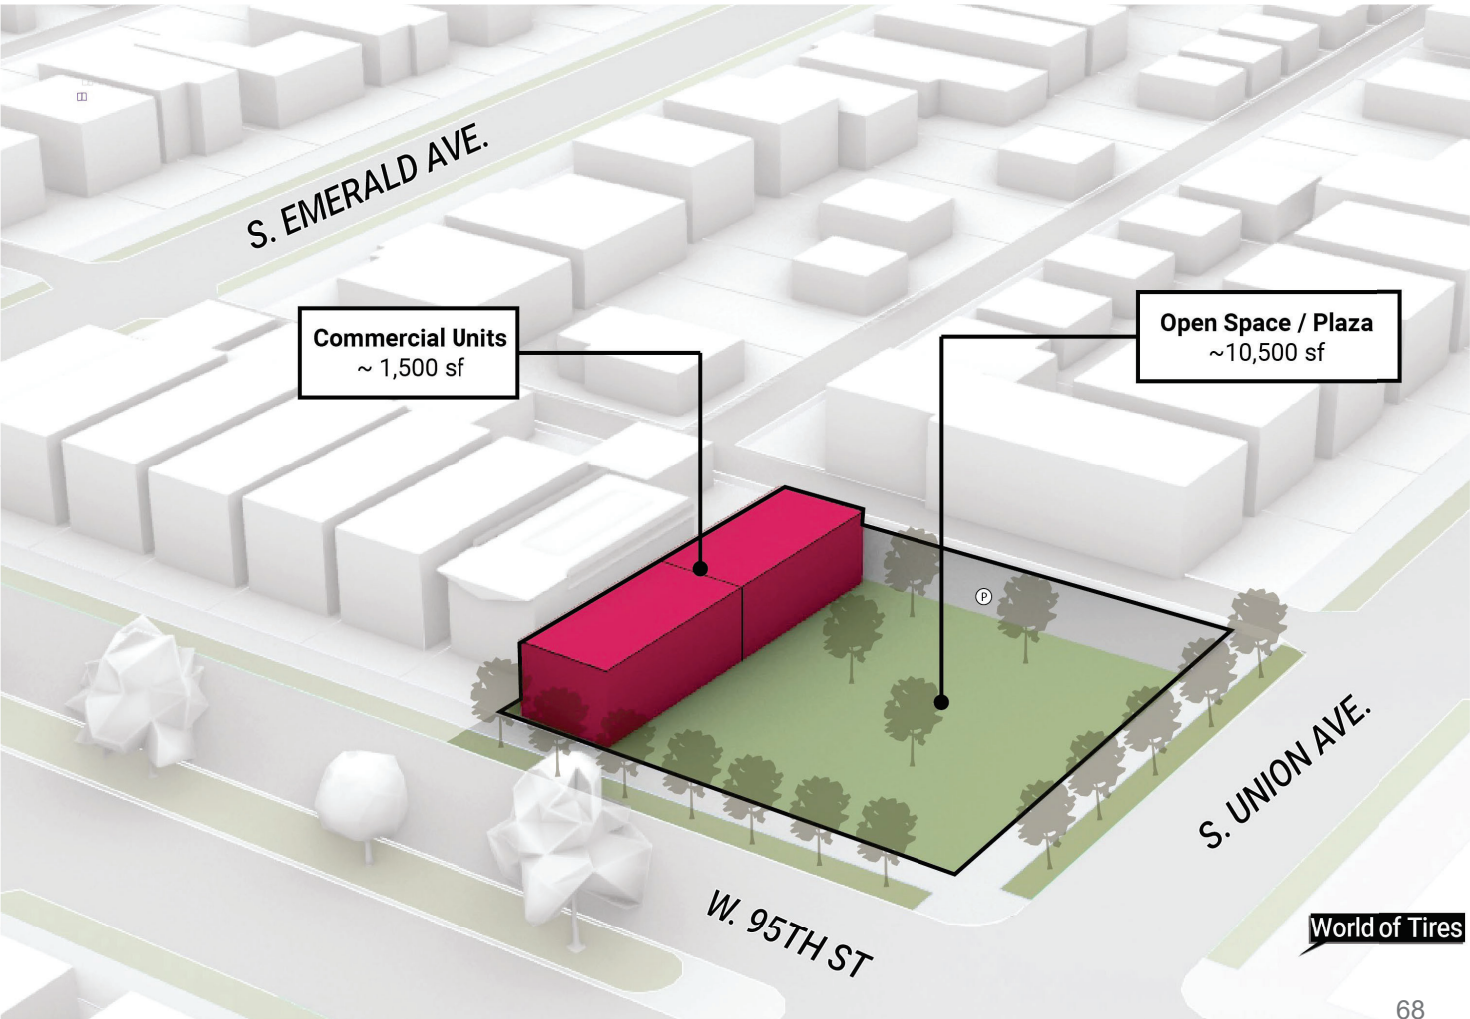 S. EMERALD AVE.
Commercial Units
~ 1,500 sf
Open Space / Plaza
~10,500 sf
P
S. UNION AVE.
W. 95TH ST
World of Tires
68